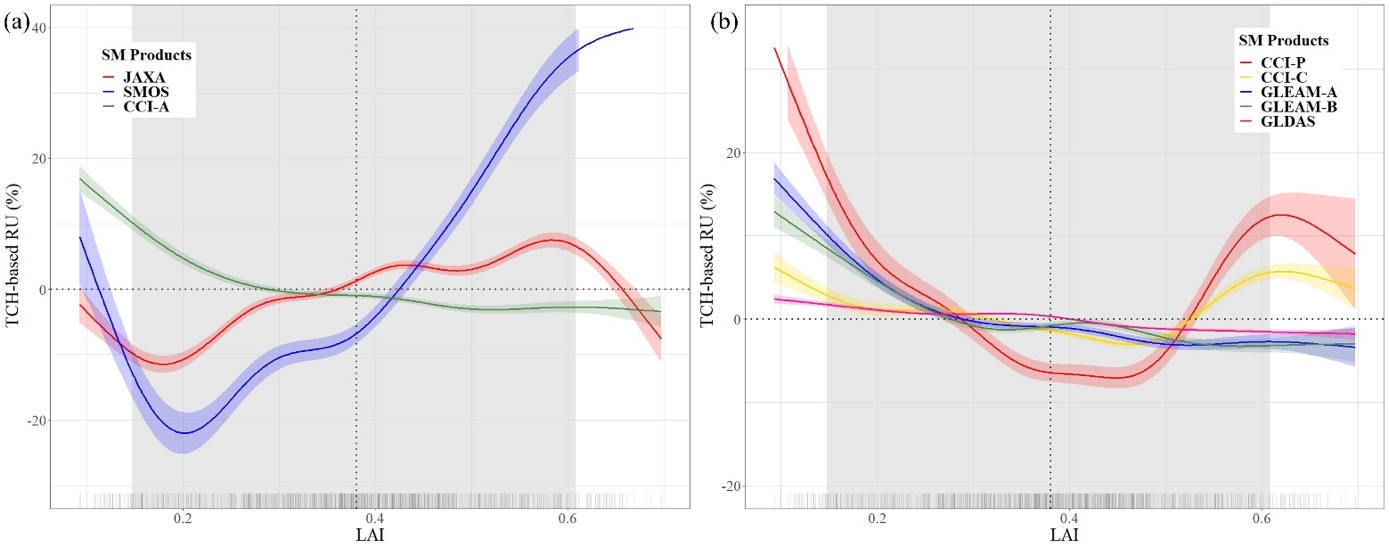 (a)
TCH-based RU (%)
40
20
0
-20
SM Products
JAXA
SMOS
CCI-A
0.2
0.4
0.6
LAI
(b)
TCH-based RU (%)
20
10
0
-10
-20
SM Products
CCI-P
CCI-C
GLEAM-A
GLEAM-B
GLDAS
0.2
0.4
0.6
LAI